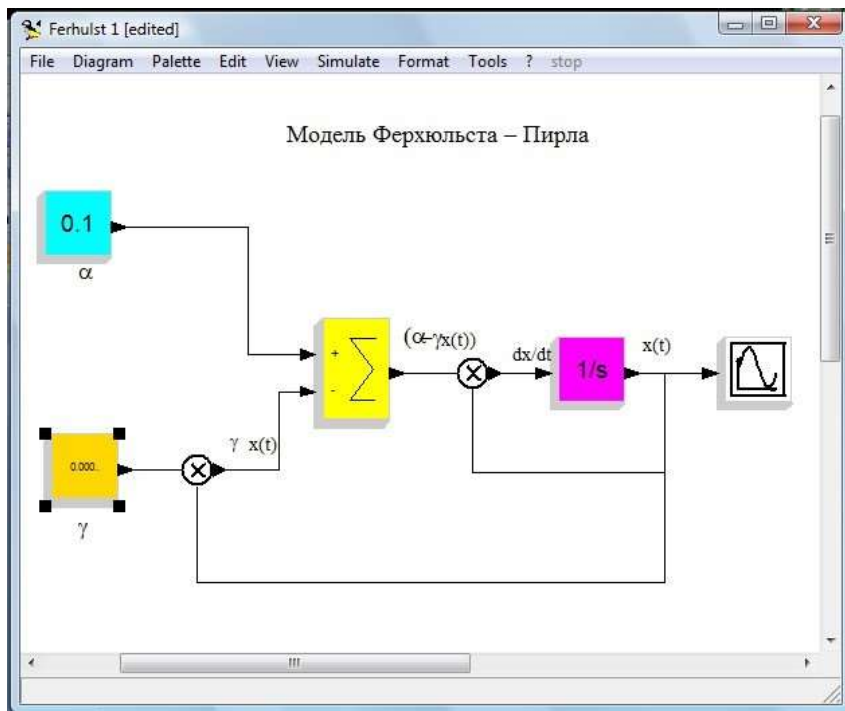 Ferhulst 1 [edited]
File Diagram Palette Edit View Simulate Format Tools ? stop
Модель Ферхюльста – Пирла
0.1
α
+
-
Σ
(α-γx(t))
dx/dt
1/s
x(t)
γ x(t)
0.000..
γ